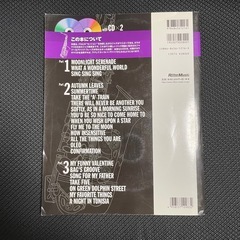 CD×2
この本について
1
MOONLIGHT SERENADE
WHAT A WONDERFUL WORLD
SING SING SING
2
AUTUMN LEAVES
SUMMERTIME
TAKE THE 'A' TRAIN
THERE WILL NEVER BE ANOTHER YOU
SOFTLY, AS IN A MORNING SUNRISE
YOU'D BE SO NICE TO COME HOME TO
WHEN YOU WISH UPON A STAR
FLY ME TO THE MOON
HOW INSENSITIVE
ALL THE THINGS YOU ARE
OLEO
CONFIRMATION
3
MY FUNNY VALENTINE
BAG'S GROOVE
SONG FOR MY FATHER
TAKE FIVE
ON GREEN DOLPHIN STREET
MY FAVORITE THINGS
A NIGHT IN TUNISIA
Rittor Music